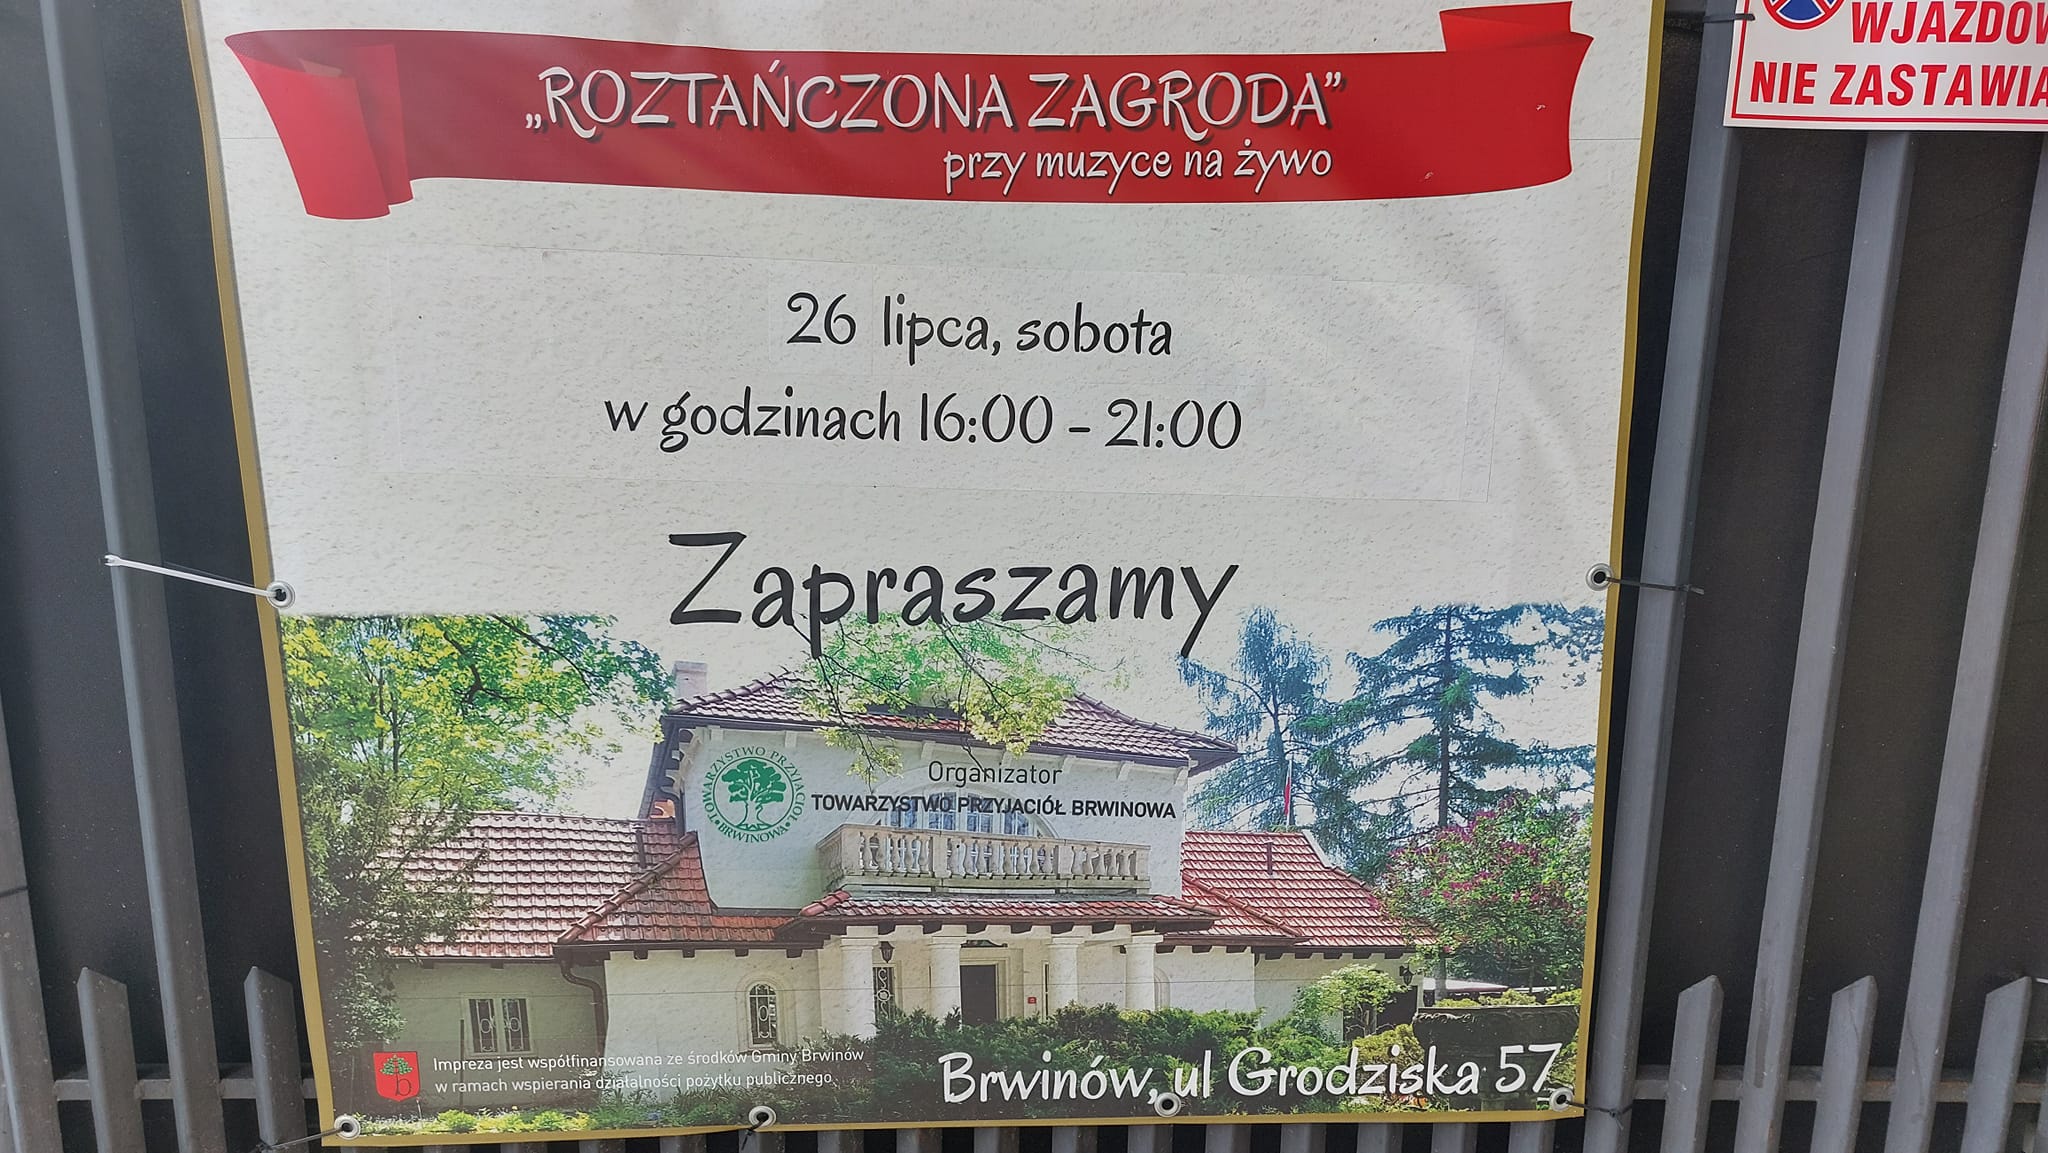 „ROZTAŃCZONA ZAGRODA”
przy muzyce na żywo
WJAZDOW
NIE ZASTAWIA
26 lipca, sobota
w godzinach 16:00 - 21:00
Zapraszamy
TOWARZYSTWO PRZYJACIÓŁ
•BRWINOWA•
Organizator
TOWARZYSTWO PRZYJACIÓŁ BRWINOWA
b
Impreza jest współfinansowana ze środków Gminy Brwinów
w ramach wspierania działalności pożytku publicznego.
Brwinów, ul Grodziska 57